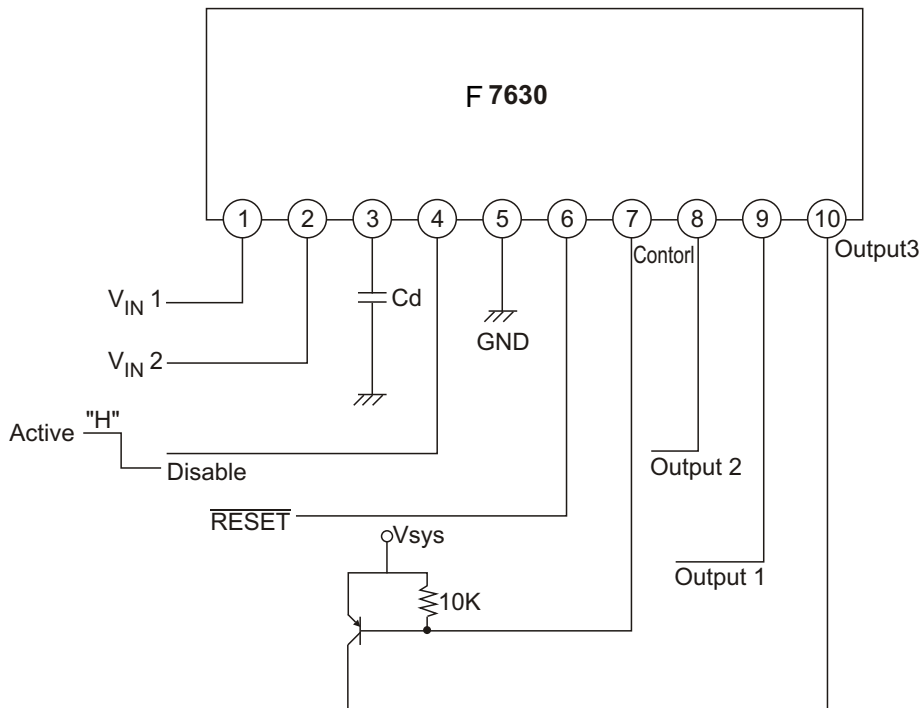 F 7630
1 2 3 4 5 6 7 8 9 10
Contorl
Output3
V_IN 1
Cd
GND
V_IN 2
Active "H"
Disable
Output 2
RESET
Vsys
Output 1
10K